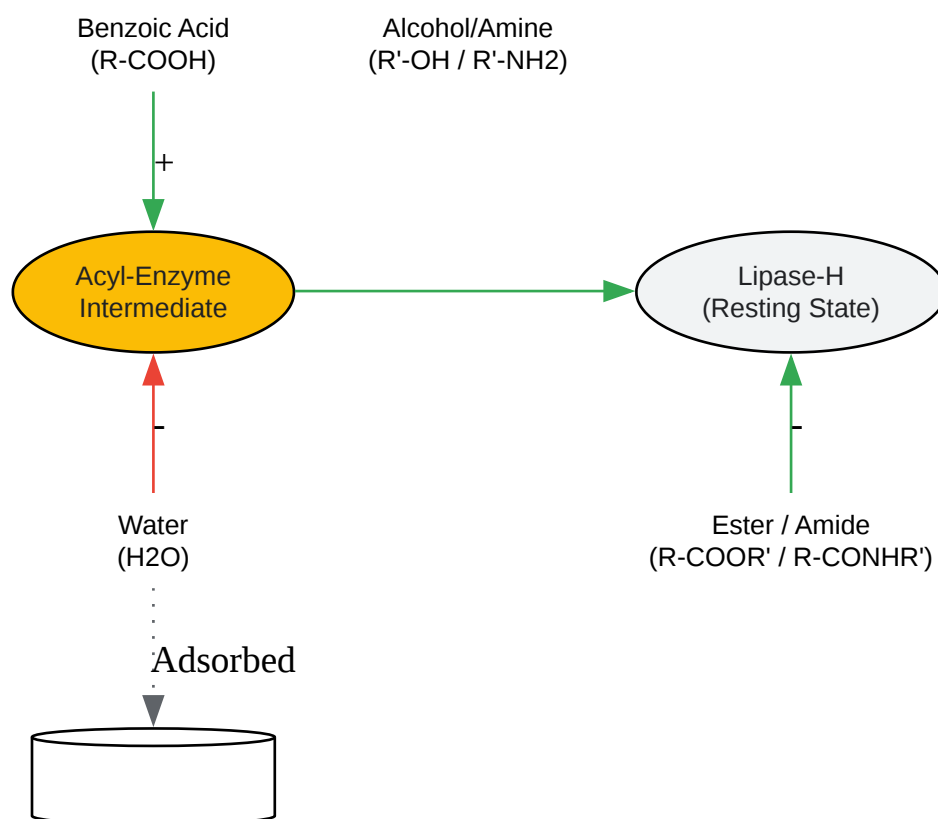 Benzoic Acid
(R-COOH)
Alcohol/Amine
(R'-OH / R'-NH2)
+
Acyl-Enzyme
Intermediate
Lipase-H
(Resting State)
-
-
Water
(H2O)
Ester / Amide
(R-COOR' / R-CONHR')
Adsorbed